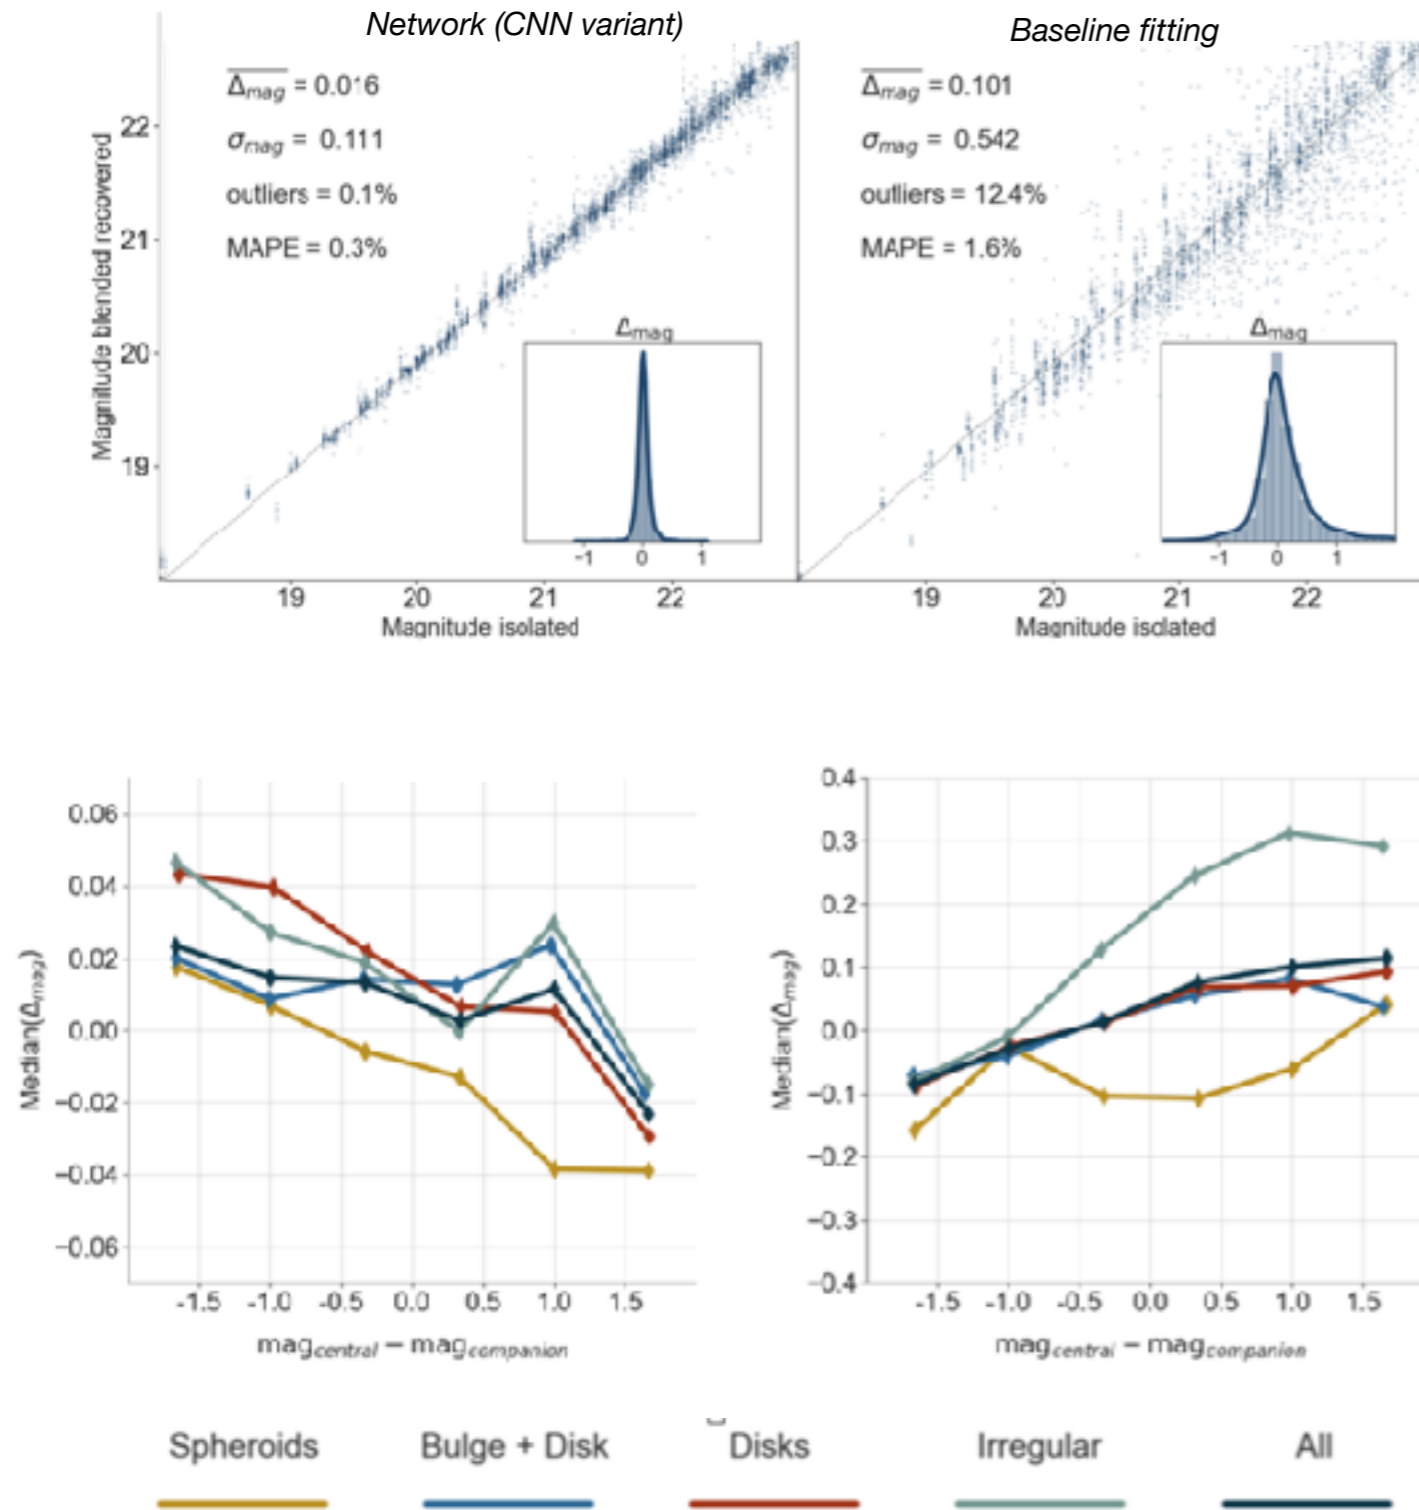 Network (CNN variant)
Baseline fitting
Δmag = 0.016
σmag = 0.111
outliers = 0.1%
MAPE = 0.3%
Δmag = 0.101
σmag = 0.542
outliers = 12.4%
MAPE = 1.6%
Magnitude blended recovered
22
21
20
19
Δmag
−1 0 1
Δmag
−1 0 1
19 20 21 22
Magnitude isolated
19 20 21 22
Magnitude isolated
Median(Δmag)
0.06
0.04
0.02
0.00
−0.02
−0.04
−0.06
-1.5 -1.0 -0.5 0.0 0.5 1.0 1.5
magcentral − magcompanion
Median(Δmag)
0.4
0.3
0.2
0.1
0.0
−0.1
−0.2
−0.3
−0.4
-1.5 -1.0 -0.5 0.0 0.5 1.0 1.5
magcentral − magcompanion
Spheroids Bulge + Disk Disks Irregular All